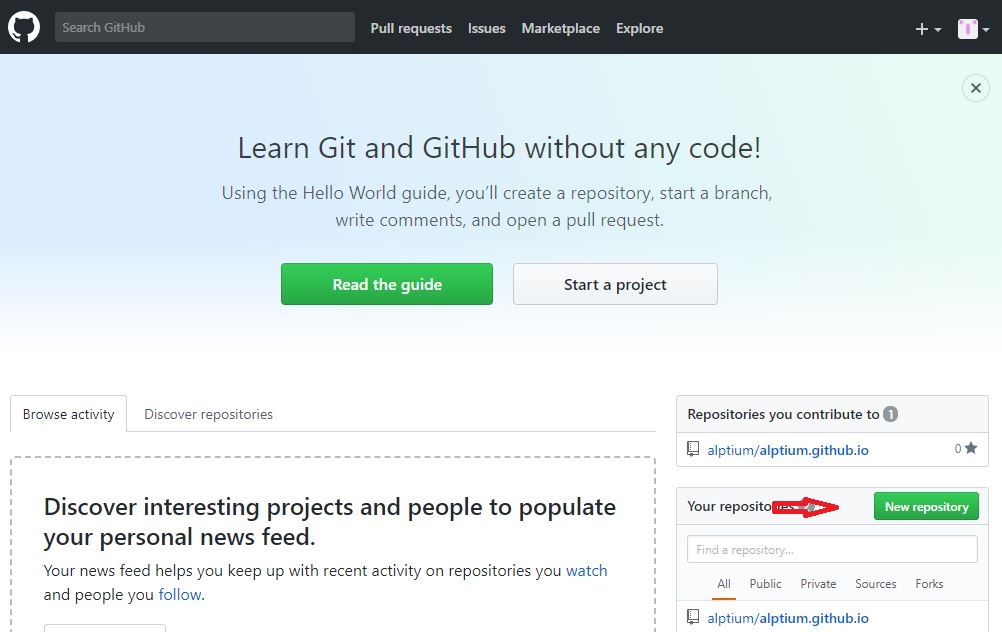 Search GitHub Pull requests Issues Marketplace Explore
Learn Git and GitHub without any code!
Using the Hello World guide, you’ll create a repository, start a branch,
write comments, and open a pull request.
Read the guide Start a project
Browse activity Discover repositories
Repositories you contribute to 1
alptium/alptium.github.io 0
Discover interesting projects and people to populate
your personal news feed.
Your news feed helps you keep up with recent activity on repositories you watch
and people you follow.
Your repositories New repository
Find a repository...
All Public Private Sources Forks
alptium/alptium.github.io